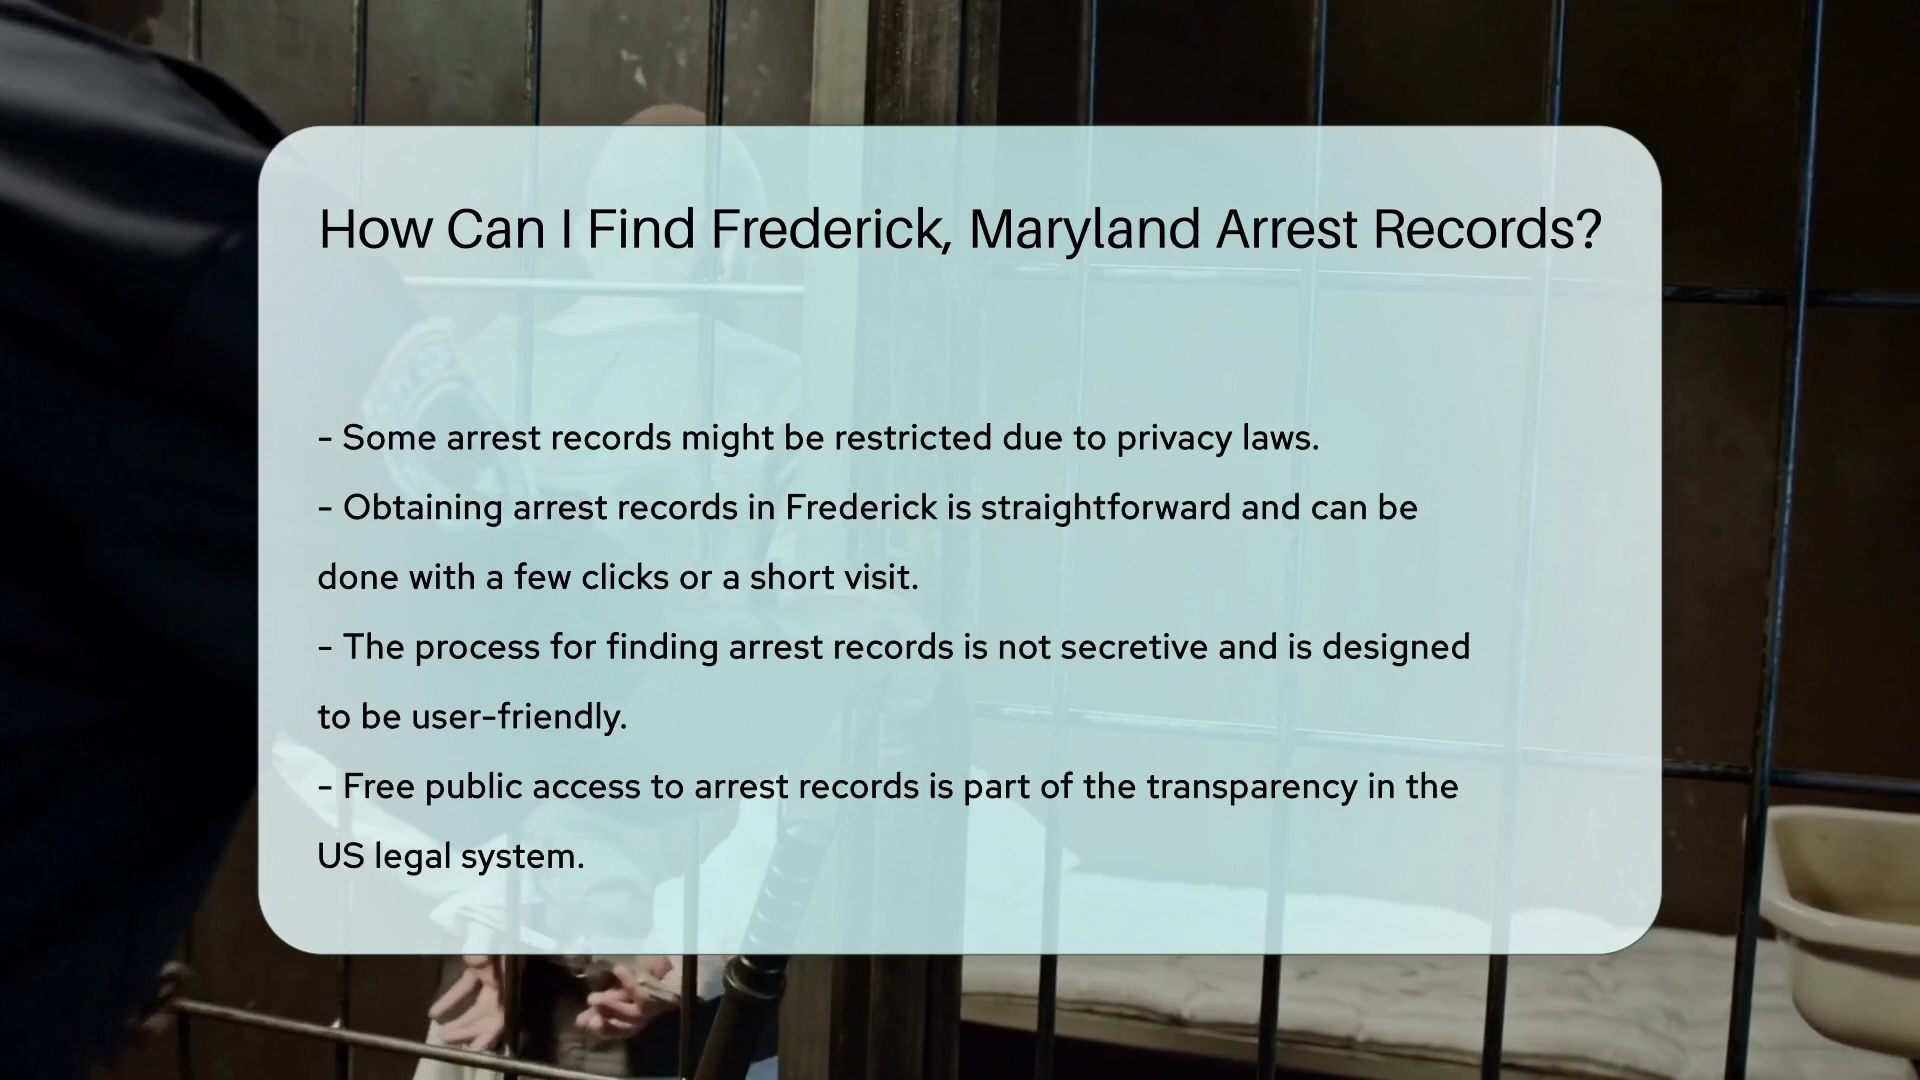 How Can I Find Frederick, Maryland Arrest Records?
- Some arrest records might be restricted due to privacy laws.
- Obtaining arrest records in Frederick is straightforward and can be
done with a few clicks or a short visit.
- The process for finding arrest records is not secretive and is designed
to be user-friendly.
- Free public access to arrest records is part of the transparency in the
US legal system.